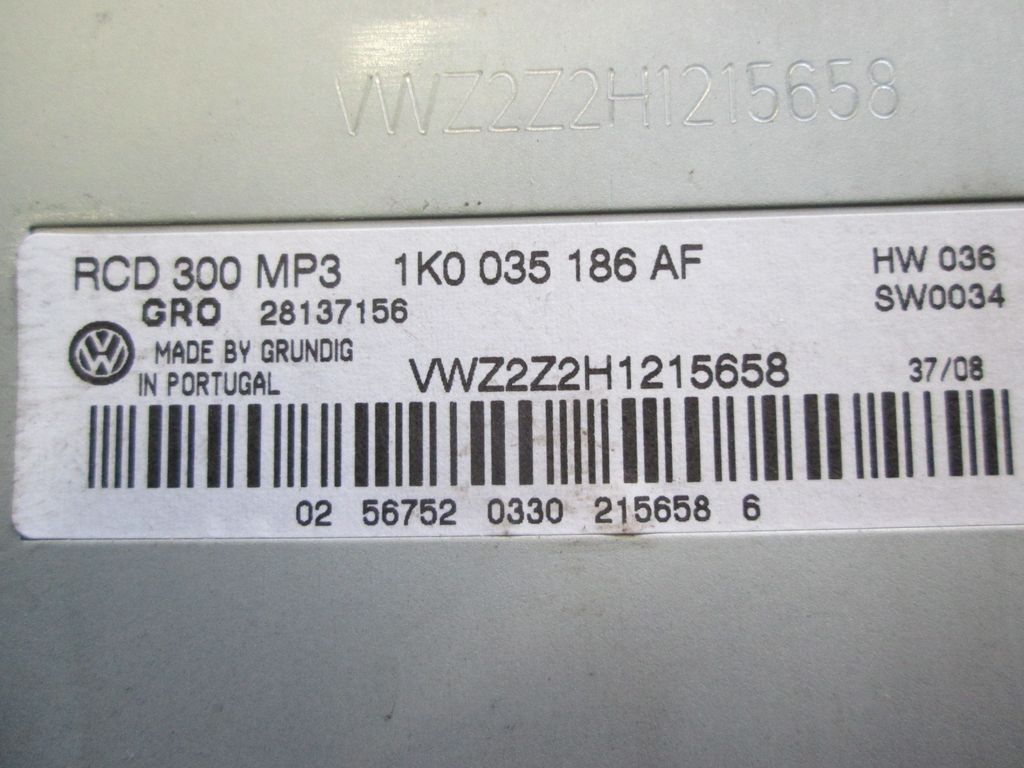 VWZ2Z2H1215658
RCD 300 MP3 1K0 035 186 AF HW 036
GRO 28137156 SW0034
MADE BY GRUNDIG
IN PORTUGAL VWZ2Z2H1215658 37/08
02 56752 0330 215658 6